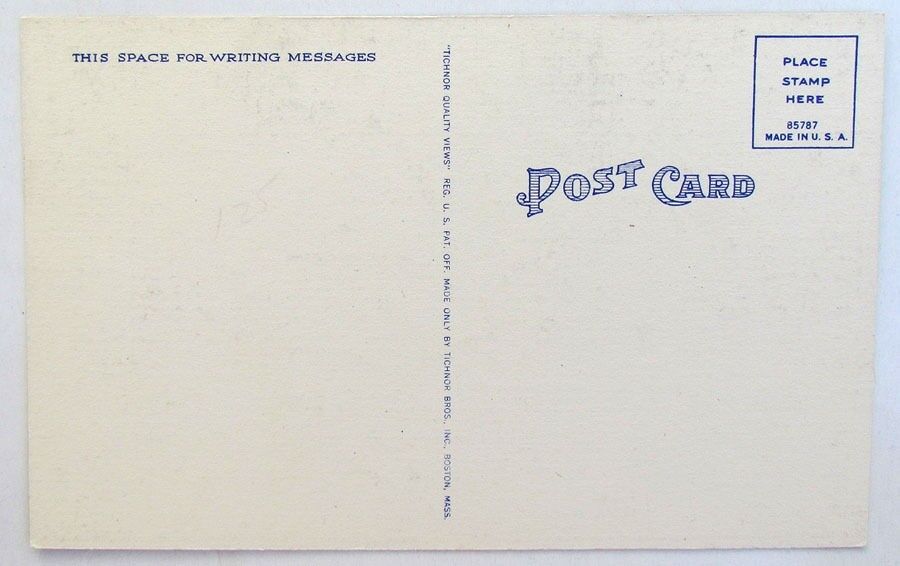 THIS SPACE FOR WRITING MESSAGES
"TICHNOR QUALITY VIEWS" REG. U. S. PAT. OFF. MADE ONLY BY TICHNOR BROS., INC., BOSTON, MASS.
PLACE
STAMP
HERE
85787
MADE IN U. S. A.
POST CARD